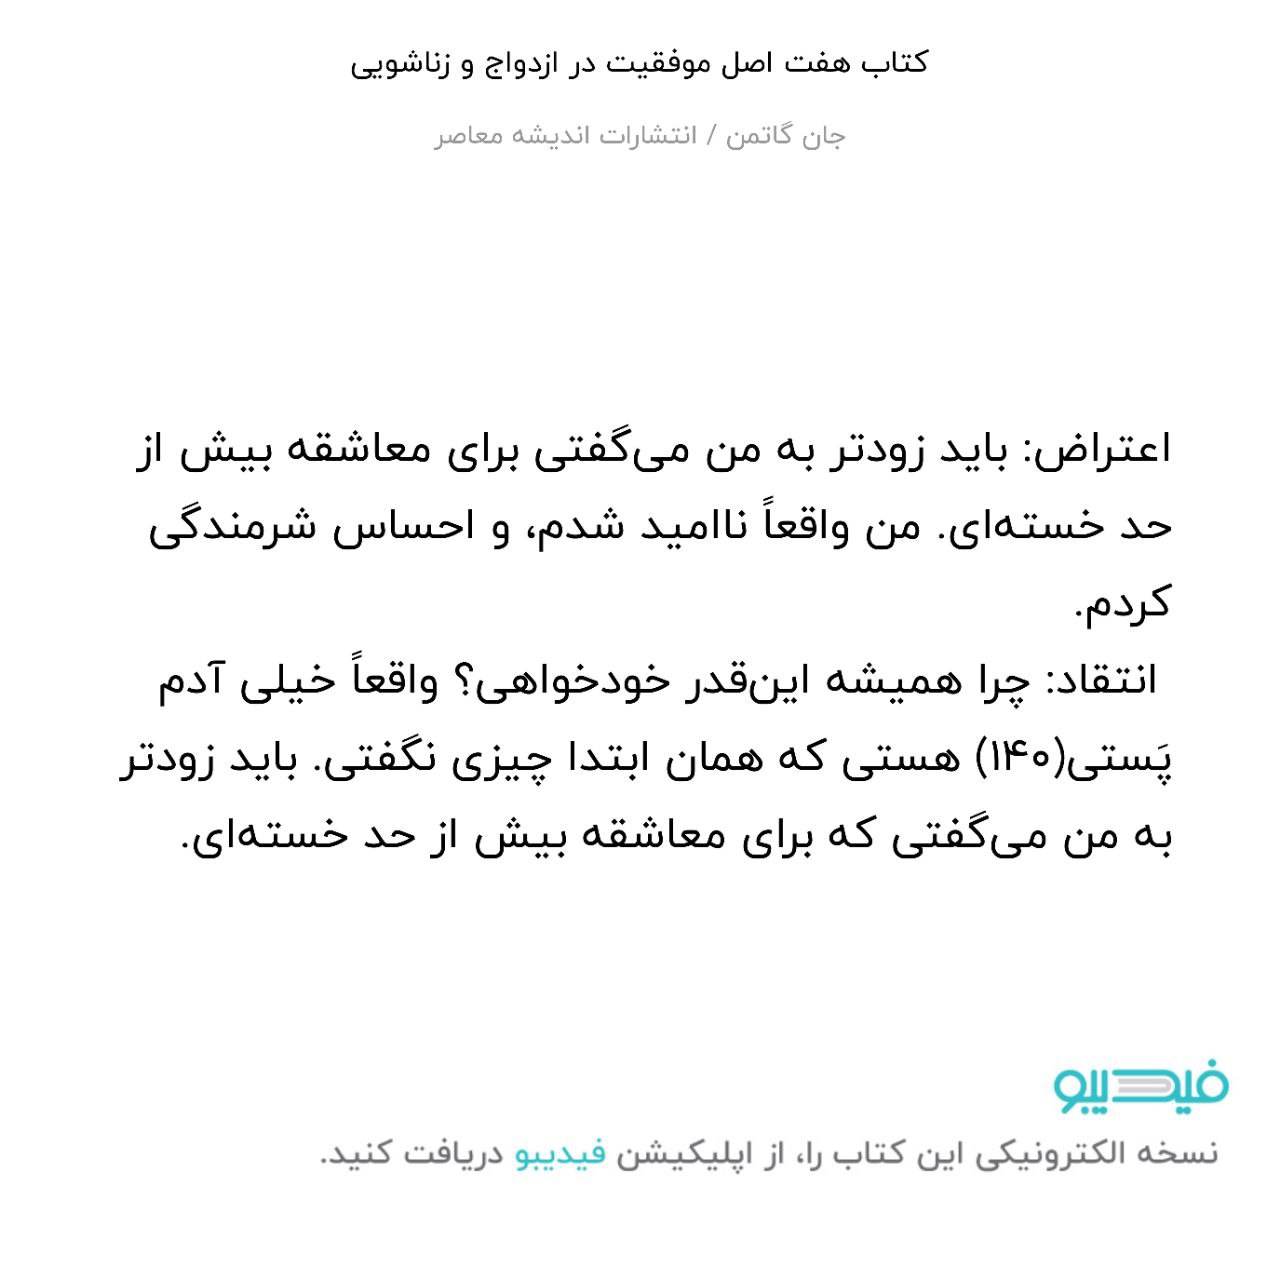 کتاب هفت اصل موفقیت در ازدواج و زناشویی
جان گاتمن / انتشارات اندیشه معاصر
اعتراض: باید زودتر به من می‌گفتی برای معاشقه بیش از
حد خسته‌ای. من واقعاً ناامید شدم، و احساس شرمندگی
کردم.
انتقاد: چرا همیشه این‌قدر خودخواهی؟ واقعاً خیلی آدم
پَستی(۱۴۰) هستی که همان ابتدا چیزی نگفتی. باید زودتر
به من می‌گفتی که برای معاشقه بیش از حد خسته‌ای.
فیدیبو
نسخه الکترونیکی این کتاب را، از اپلیکیشن فیدیبو دریافت کنید.